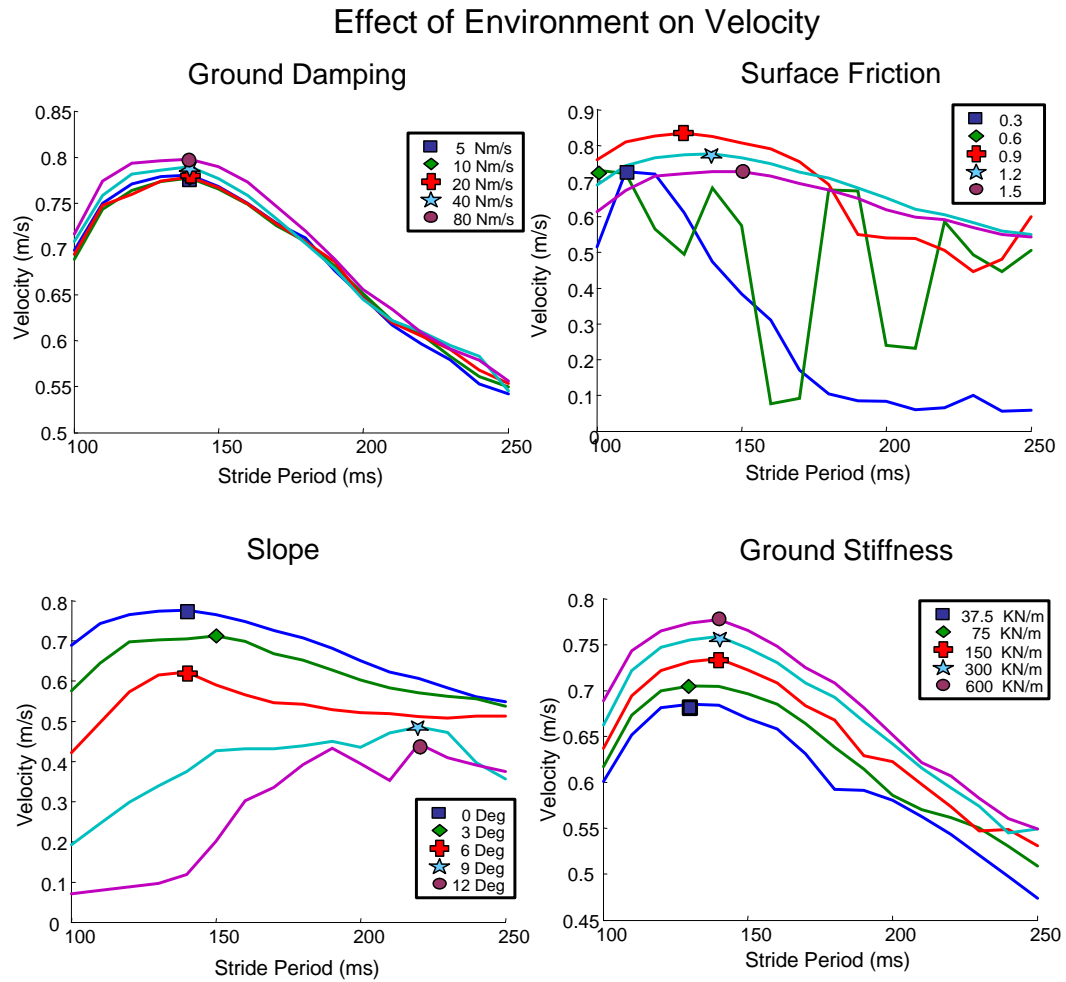 Effect of Environment on Velocity
Ground Damping
0.85
0.8
0.75
0.7
0.65
0.6
0.55
0.5
100
150
200
250
Velocity (m/s)
Stride Period (ms)
5 Nm/s
10 Nm/s
20 Nm/s
40 Nm/s
80 Nm/s
Surface Friction
0.9
0.8
0.7
0.6
0.5
0.4
0.3
0.2
0.1
0
100
150
200
250
Velocity (m/s)
Stride Period (ms)
0.3
0.6
0.9
1.2
1.5
Slope
0.8
0.7
0.6
0.5
0.4
0.3
0.2
0.1
0
100
150
200
250
Velocity (m/s)
Stride Period (ms)
0 Deg
3 Deg
6 Deg
9 Deg
12 Deg
Ground Stiffness
0.8
0.75
0.7
0.65
0.6
0.55
0.45
100
150
200
250
Velocity (m/s)
Stride Period (ms)
37.5 KN/m
75 KN/m
150 KN/m
300 KN/m
600 KN/m